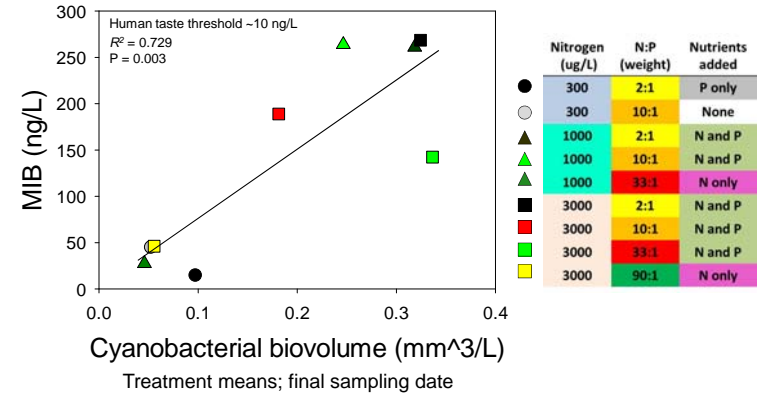 Human taste threshold ~10 ng/L
R² = 0.729
P = 0.003
300
250
200
150
100
50
0
MIB (ng/L)
0.0 0.1 0.2 0.3 0.4
Cyanobacterial biovolume (mm^3/L)
Treatment means; final sampling date
Nitrogen (ug/L) N:P (weight) Nutrients added
300 2:1 P only
300 10:1 None
1000 2:1 N and P
1000 10:1 N and P
1000 33:1 N only
3000 2:1 N and P
3000 10:1 N and P
3000 33:1 N and P
3000 90:1 N only